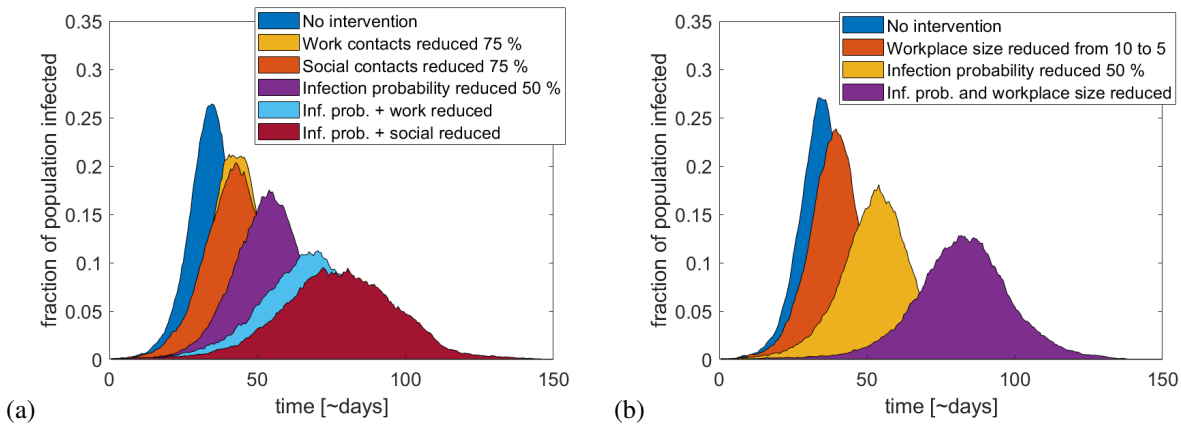 0.35
0.3
0.25
0.2
0.15
0.1
0.05
0
fraction of population infected
No intervention
Work contacts reduced 75 %
Social contacts reduced 75 %
Infection probability reduced 50 %
Inf. prob. + work reduced
Inf. prob. + social reduced
0 50 100 150
time [~days]
(a)
0.35
0.3
0.25
0.2
0.15
0.1
0.05
0
fraction of population infected
No intervention
Workplace size reduced from 10 to 5
Infection probability reduced 50 %
Inf. prob. and workplace size reduced
0 50 100 150
time [~days]
(b)